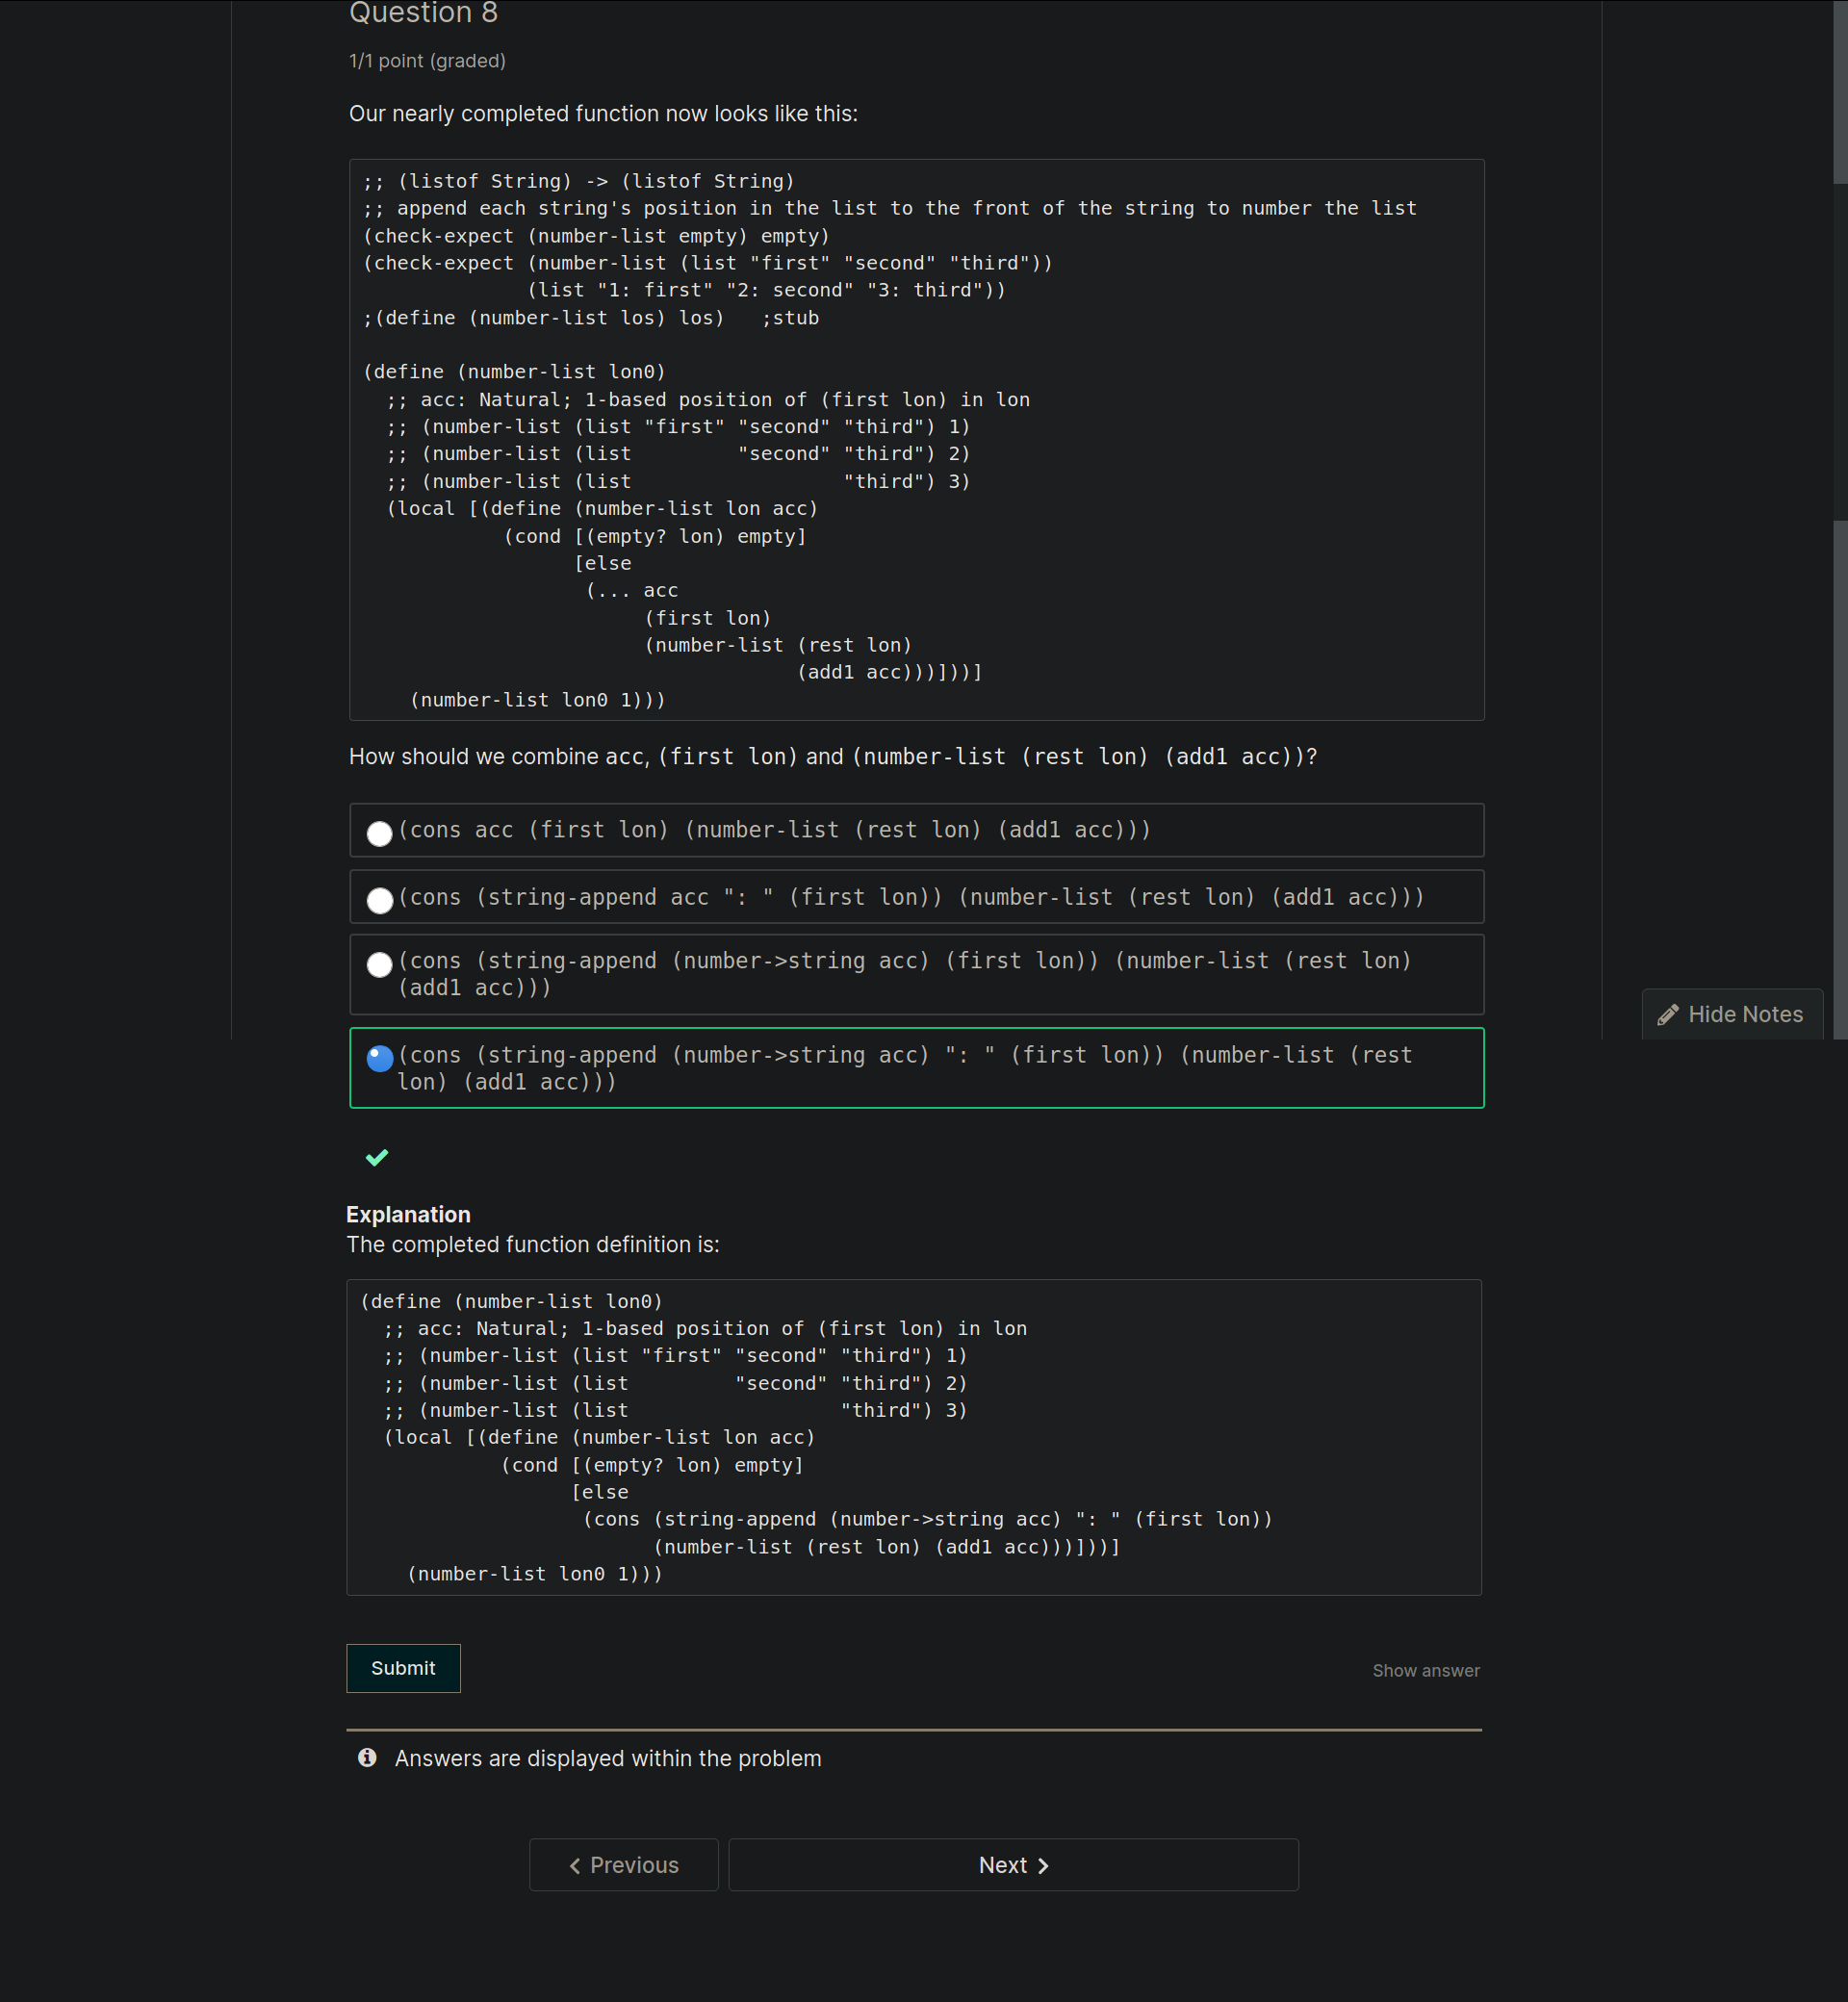 Question 8
1/1 point (graded)
Our nearly completed function now looks like this:
;; (listof String) -> (listof String)
;; append each string's position in the list to the front of the string to number the list
(check-expect (number-list empty) empty)
(check-expect (number-list (list "first" "second" "third"))
              (list "1: first" "2: second" "3: third"))
;(define (number-list los) los)   ;stub

(define (number-list lon0)
  ;; acc: Natural; 1-based position of (first lon) in lon
  ;; (number-list (list "first" "second" "third") 1)
  ;; (number-list (list         "second" "third") 2)
  ;; (number-list (list                  "third") 3)
  (local [(define (number-list lon acc)
            (cond [(empty? lon) empty]
                  [else
                   (... acc
                        (first lon)
                        (number-list (rest lon)
                                     (add1 acc)))]))]
    (number-list lon0 1)))
How should we combine acc, (first lon) and (number-list (rest lon) (add1 acc))?
(cons acc (first lon) (number-list (rest lon) (add1 acc)))
(cons (string-append acc ": " (first lon)) (number-list (rest lon) (add1 acc)))
(cons (string-append (number->string acc) (first lon)) (number-list (rest lon)
(add1 acc)))
(cons (string-append (number->string acc) ": " (first lon)) (number-list (rest
lon) (add1 acc)))
Explanation
The completed function definition is:
(define (number-list lon0)
  ;; acc: Natural; 1-based position of (first lon) in lon
  ;; (number-list (list "first" "second" "third") 1)
  ;; (number-list (list         "second" "third") 2)
  ;; (number-list (list                  "third") 3)
  (local [(define (number-list lon acc)
            (cond [(empty? lon) empty]
                  [else
                   (cons (string-append (number->string acc) ": " (first lon))
                         (number-list (rest lon) (add1 acc)))]))]
    (number-list lon0 1)))
Submit
Show answer
Answers are displayed within the problem
Previous
Next
Hide Notes